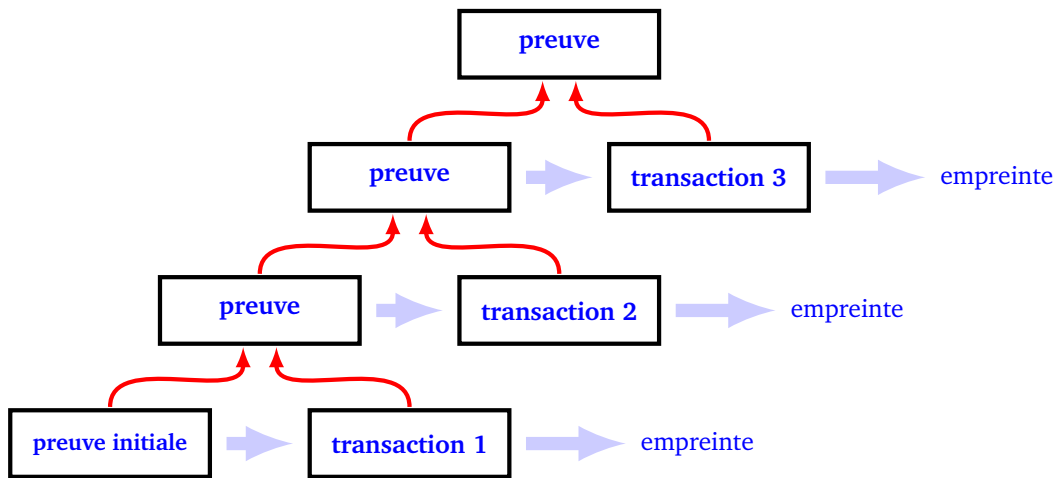 preuve
preuve
transaction 3
empreinte
preuve
transaction 2
empreinte
preuve initiale
transaction 1
empreinte